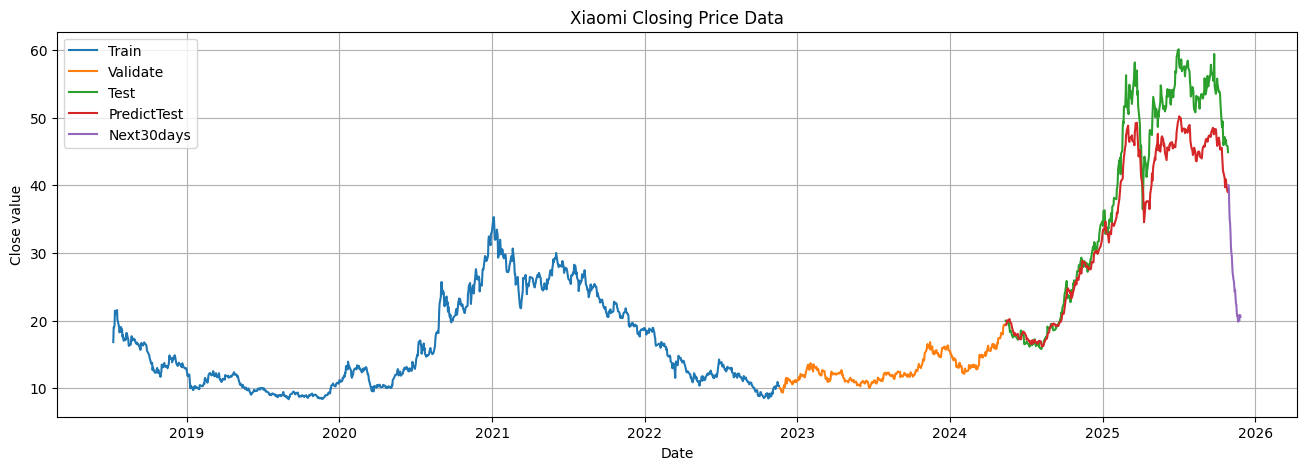 Xiaomi Closing Price Data
Train
Validate
Test
PredictTest
Next30days
Close value
60
50
40
30
20
10
2019 2020 2021 2022 2023 2024 2025 2026
Date